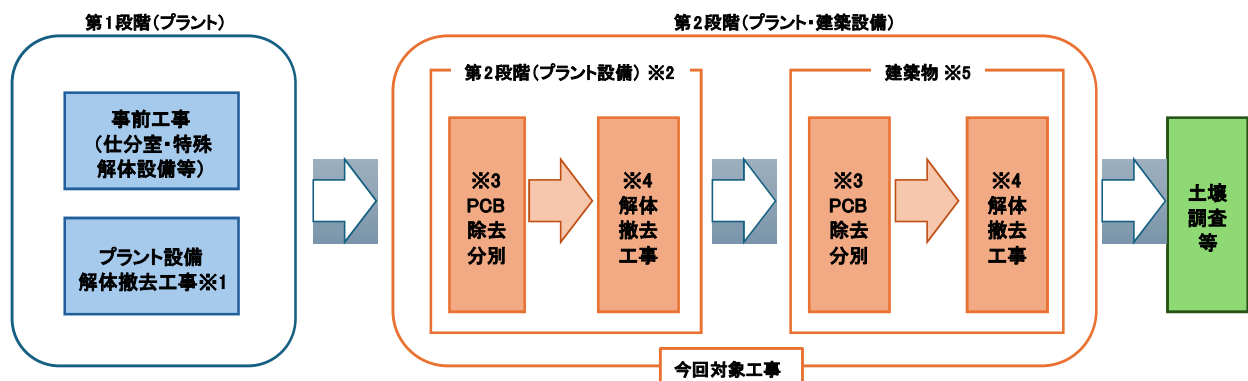 第1段階(プラント)
事前工事
(仕分室・特殊
解体設備等)
プラント設備
解体撤去工事※1
第2段階(プラント・建築設備)
第2段階(プラント設備) ※2
※3
PCB
除去
分別
※4
解体
撤去
工事
建築物 ※5
※3
PCB
除去
分別
※4
解体
撤去
工事
今回対象工事
土壌
調査
等